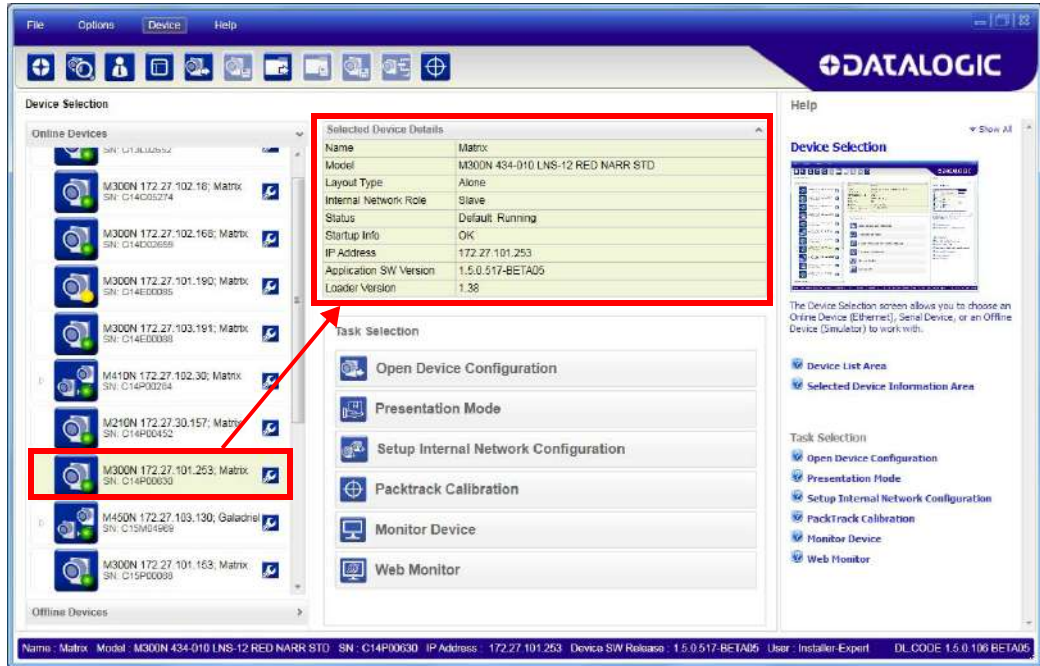 File Options Device Help
DATALOGIC
Device Selection
Online Devices
SN: C13L02652
M300N 172.27.102.18; Matrix
SN: C14C05274
M300N 172.27.102.168; Matrix
SN: C14D02659
M300N 172.27.101.190; Matrix
SN: C14E00085
M300N 172.27.103.191; Matrix
SN: C14E00088
M410N 172.27.102.30; Matrix
SN: C14P00284
M210N 172.27.30.157; Matrix
SN: C14P00452
M300N 172.27.101.253; Matrix
SN: C14P00630
M450N 172.27.103.130; Galadriel
SN: C15M04969
M300N 172.27.101.163; Matrix
SN: C15P00088
Offline Devices
Selected Device Details
Name Matrix
Model M300N 434-010 LNS-12 RED NARR STD
Layout Type Alone
Internal Network Role Slave
Status Default Running
Startup Info OK
IP Address 172.27.101.253
Application SW Version 1.5.0.517-BETA05
Loader Version 1.38
Task Selection
Open Device Configuration
Presentation Mode
Setup Internal Network Configuration
Packtrack Calibration
Monitor Device
Web Monitor
Help
Show All
Device Selection
The Device Selection screen allows you to choose an
Online Device (Ethernet), Serial Device, or an Offline
Device (Simulator) to work with.
Device List Area
Selected Device Information Area
Task Selection
Open Device Configuration
Presentation Mode
Setup Internal Network Configuration
PackTrack Calibration
Monitor Device
Web Monitor
Name : Matrix Model : M300N 434-010 LNS-12 RED NARR STD SN : C14P00630 IP Address : 172.27.101.253 Device SW Release : 1.5.0.517-BETA05 User : Installer-Expert DL.CODE 1.5.0.106 BETA05